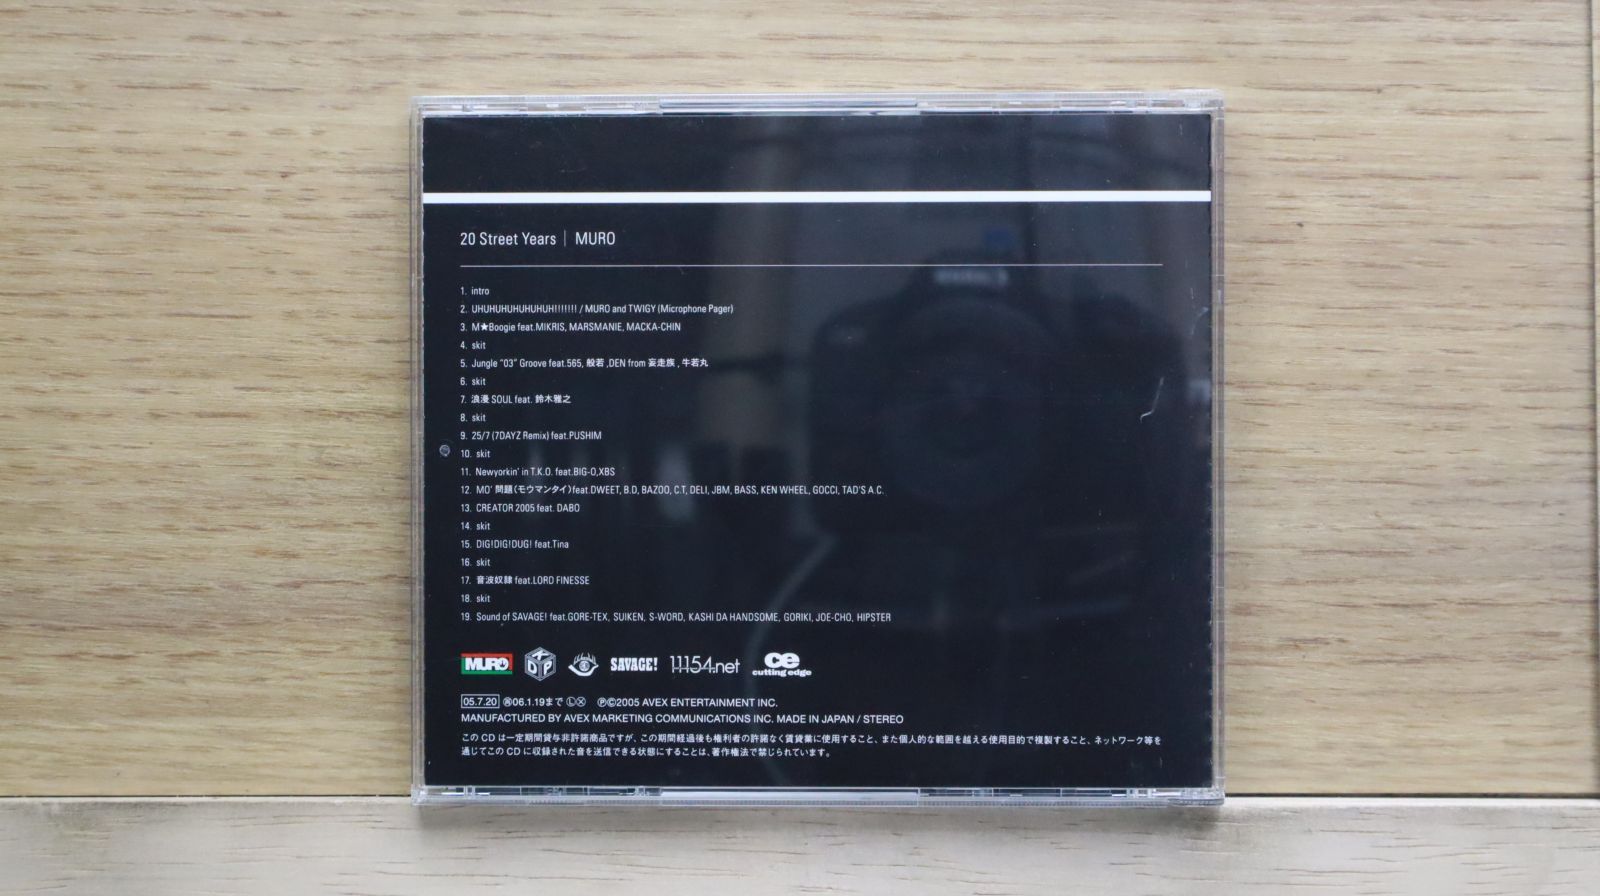 20 Street Years | MURO
1. intro
2. UHUHUHUHUHUHUH!!!!!!! / MURO and TWIGY (Microphone Pager)
3. M★Boogie feat.MIKRIS, MARSMANIE, MACKA-CHIN
4. skit
5. Jungle "03" Groove feat.565, 般若 ,DEN from 妄走族 , 牛若丸
6. skit
7. 浪漫 SOUL feat. 鈴木雅之
8. skit
9. 25/7 (7DAYZ Remix) feat.PUSHIM
10. skit
11. Newyorkin' in T.K.O. feat.BIG-O,XBS
12. MO' 問題(モウマンタイ)feat.DWEET, B.D, BAZOO, C.T, DELI, JBM, BASS, KEN WHEEL, GOCCI, TAD'S A.C.
13. CREATOR 2005 feat. DABO
14. skit
15. DIG!DIG!DUG! feat.Tina
16. skit
17. 音波奴隷 feat.LORD FINESSE
18. skit
19. Sound of SAVAGE! feat.GORE-TEX, SUIKEN, S-WORD, KASHI DA HANDSOME, GORIKI, JOE-CHO, HIPSTER
MURO KDP SAVAGE! 11154.net ce cutting edge
05.7.20 ㊟06.1.19まで Ⓛ ℗©2005 AVEX ENTERTAINMENT INC.
MANUFACTURED BY AVEX MARKETING COMMUNICATIONS INC. MADE IN JAPAN / STEREO
この CD は一定期間貸与非許諾商品ですが、この期間経過後も権利者の許諾なく賃貸業に使用すること、また個人的な範囲を越える使用目的で複製すること、ネットワーク等を
通じてこの CD に収録された音を送信できる状態にすることは、著作権法で禁じられています。